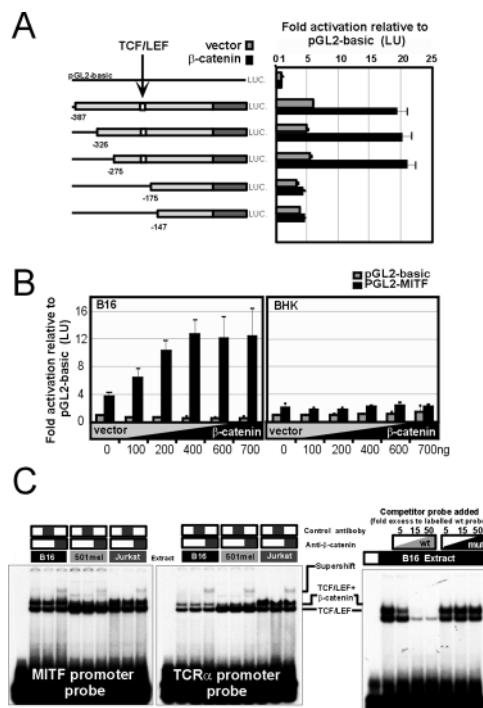 A
TCF/LEF
vector
β-catenin
Fold activation relative to
pGL2-basic (LU)
0 5 10 15 20 25
pGL2-basic
LUC.
-387
LUC.
-326
LUC.
-275
LUC.
-175
LUC.
-147
LUC.
B
pGL2-basic
PGL2-MITF
Fold activation relative to
pGL2-basic (LU)
16
12
8
4
0
B16
BHK
vector
β-catenin
vector
β-catenin
0 100 200 400 600 700
0 100 200 400 600 700ng
C
Competitor probe added
(fold excess to labelled wt probe)
5 15 50 5 15 50
wt
mut
Control antiboby
Anti-β-catenin
B16 501mel Jurkat
Extract
B16 501mel Jurkat
B16 Extract
Supershift
TCF/LEF+
β-catenin
TCF/LEF
MITF promoter
probe
TCRα promoter
probe